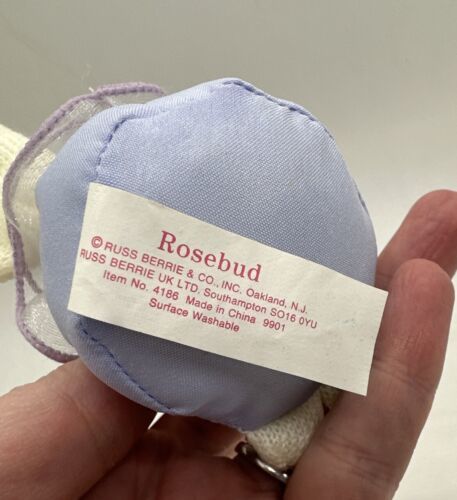 Rosebud
© RUSS BERRIE & CO., INC. Oakland, N.J.
RUSS BERRIE UK LTD. Southampton SO16 0YU
Item No. 4186 Made in China 9901
Surface Washable